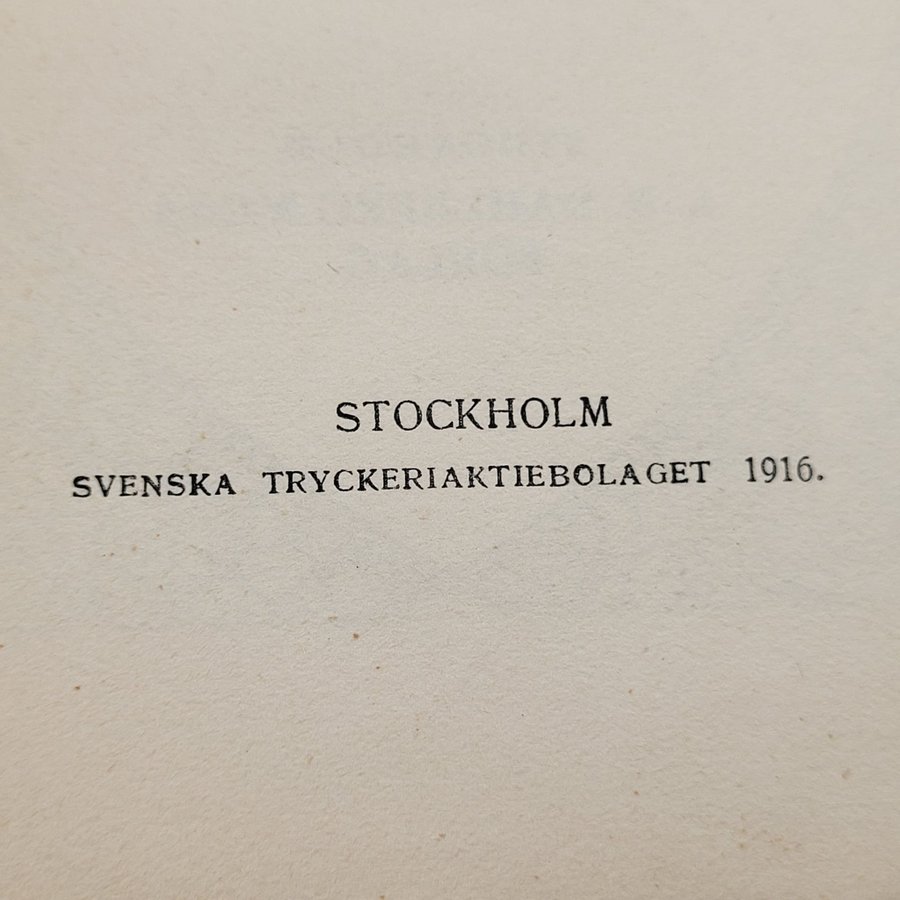 STOCKHOLM
SVENSKA TRYCKERIAKTIEBOLAGET 1916.